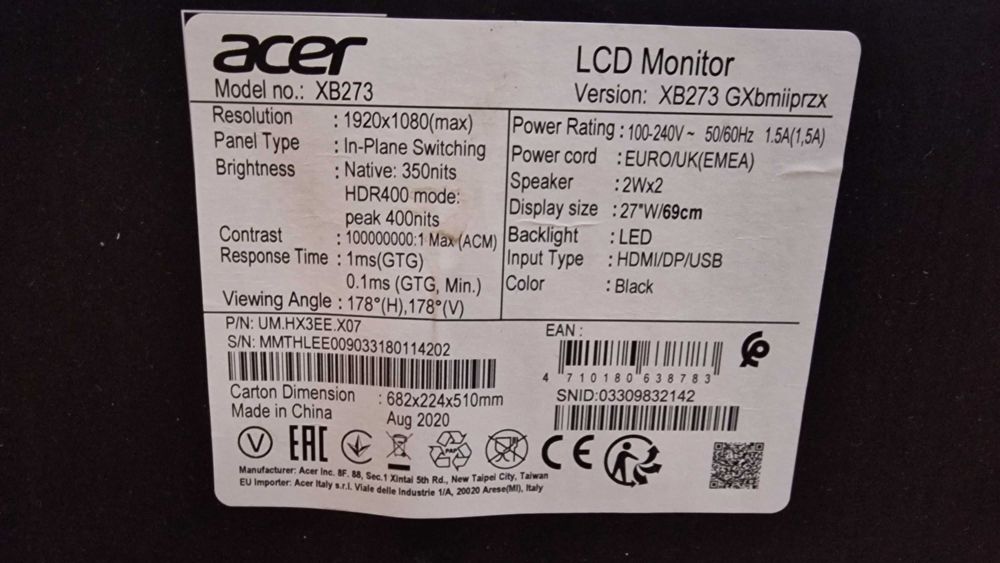 acer
LCD Monitor
Model no.: XB273
Version: XB273 GXbmiiprzx
Resolution : 1920x1080(max)
Panel Type : In-Plane Switching
Brightness : Native: 350nits
HDR400 mode:
peak 400nits
Contrast : 100000000:1 Max (ACM)
Response Time : 1ms(GTG)
0.1ms (GTG, Min.)
Viewing Angle : 178°(H),178°(V)
Power Rating : 100-240V~ 50/60Hz 1.5A(1,5A)
Power cord : EURO/UK(EMEA)
Speaker : 2Wx2
Display size : 27"W/69cm
Backlight : LED
Input Type : HDMI/DP/USB
Color : Black
P/N: UM.HX3EE.X07
S/N: MMTHLEE009033180114202
Carton Dimension : 682x224x510mm
Made in China Aug 2020
EAN :
4 710180 638783
SNID:03309832142
V EAC PAP CE
Manufacturer: Acer Inc. 8F, 88, Sec.1 Xintai 5th Rd., New Taipei City, Taiwan
EU Importer: Acer Italy s.r.l. Viale delle Industrie 1/A, 20020 Arese(MI), Italy